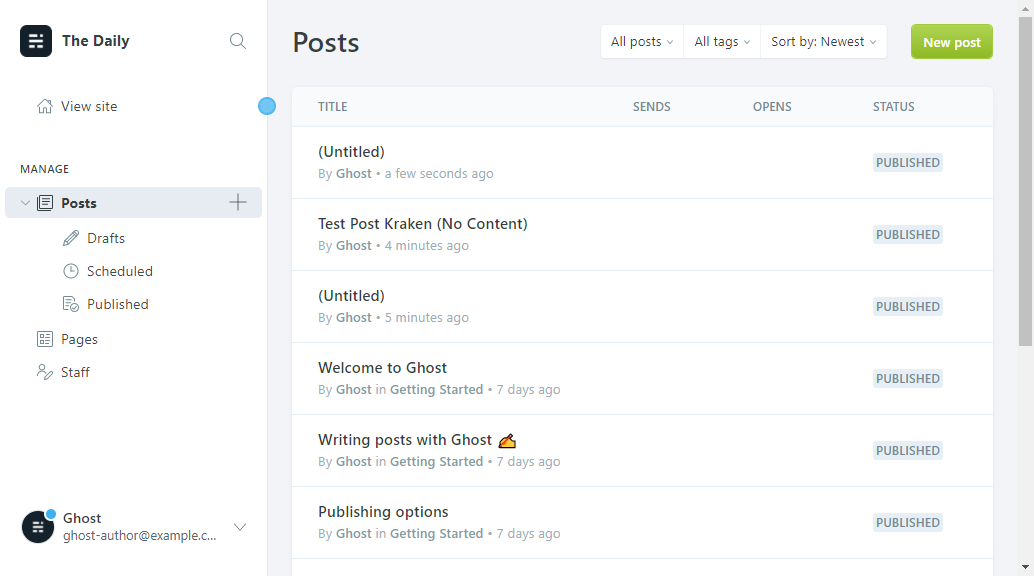 The Daily
View site
MANAGE
Posts
Drafts
Scheduled
Published
Pages
Staff
Ghost
ghost-author@example.c...
Posts
All posts
All tags
Sort by: Newest
New post
TITLE SENDS OPENS STATUS
(Untitled)
By Ghost • a few seconds ago
PUBLISHED
Test Post Kraken (No Content)
By Ghost • 4 minutes ago
PUBLISHED
(Untitled)
By Ghost • 5 minutes ago
PUBLISHED
Welcome to Ghost
By Ghost in Getting Started • 7 days ago
PUBLISHED
Writing posts with Ghost ✍️
By Ghost in Getting Started • 7 days ago
PUBLISHED
Publishing options
By Ghost in Getting Started • 7 days ago
PUBLISHED